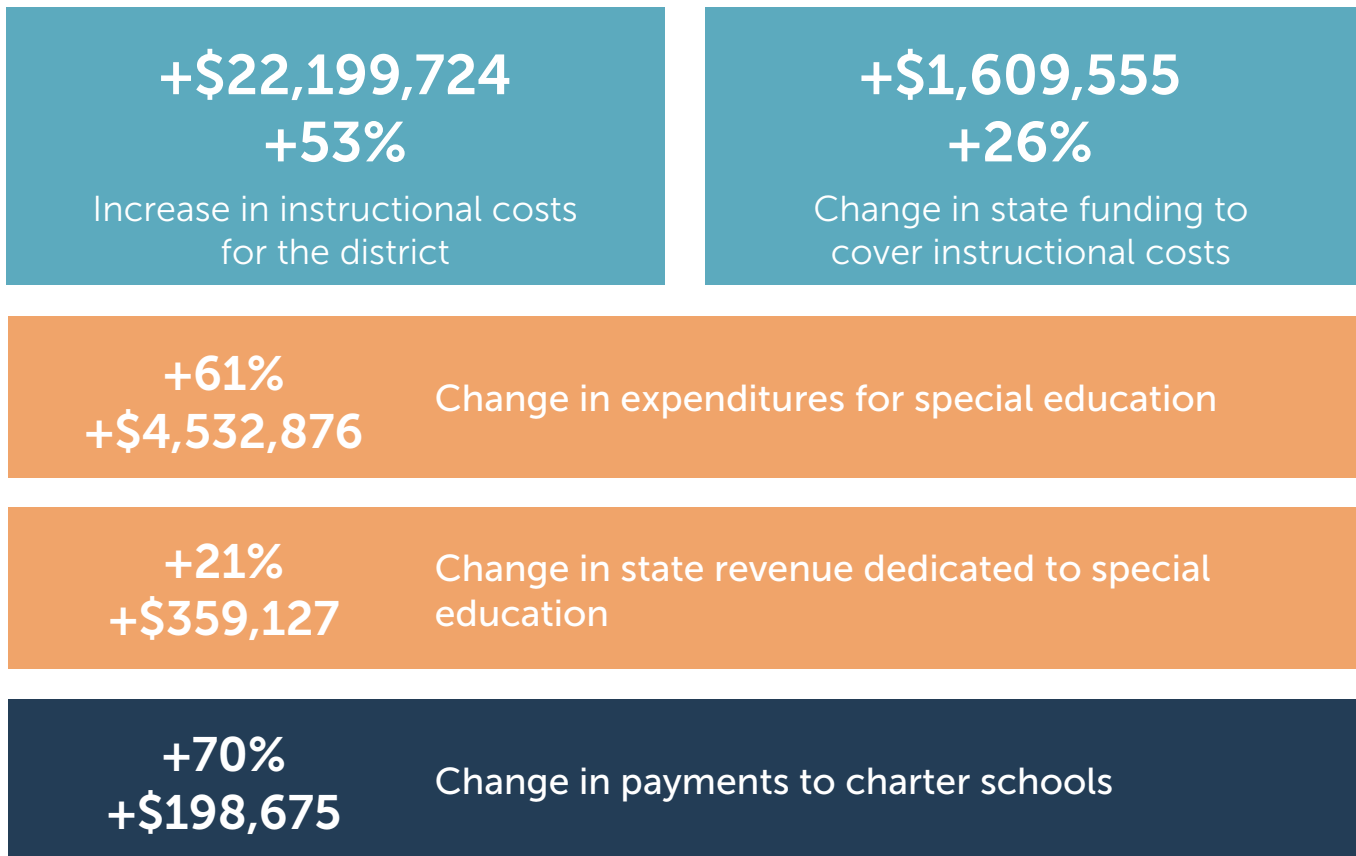 +$22,199,724
+53%
Increase in instructional costs
for the district
+$1,609,555
+26%
Change in state funding to
cover instructional costs
+61%
+$4,532,876
Change in expenditures for special education
+21%
+$359,127
Change in state revenue dedicated to special
education
+70%
+$198,675
Change in payments to charter schools